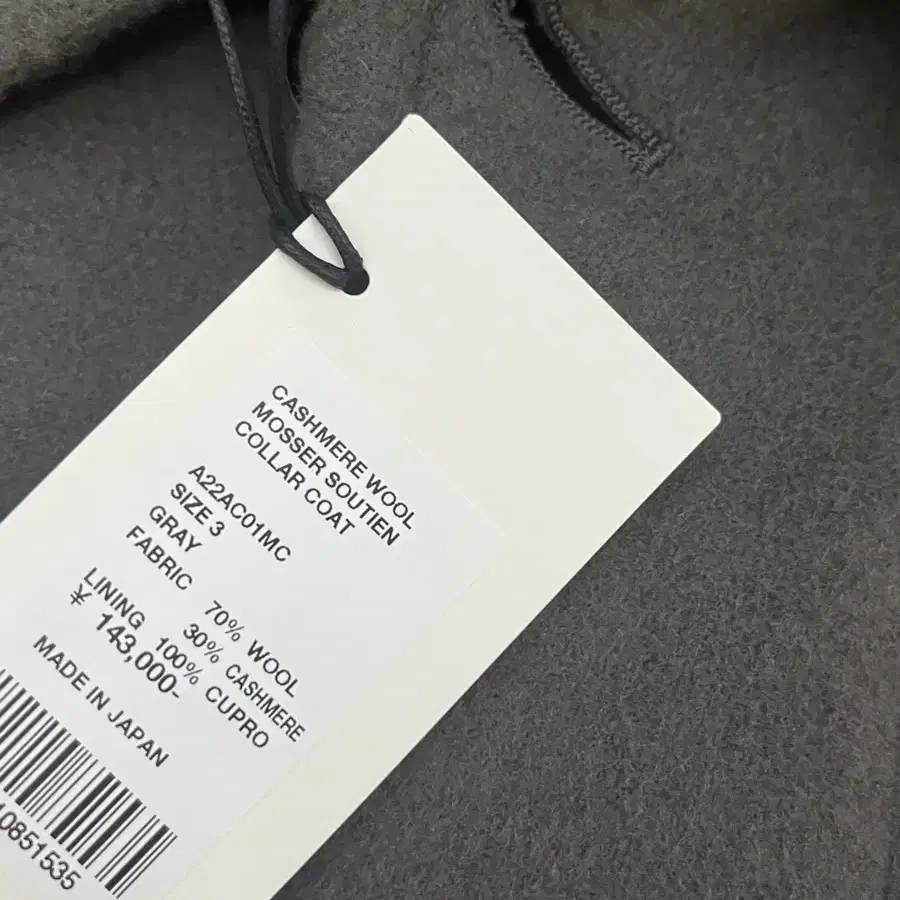 CASHMERE WOOL
MOSSER SOUTIEN
COLLAR COAT
A22AC01MC
SIZE 3
GRAY
FABRIC 70% WOOL
30% CASHMERE
LINING 100% CUPRO
¥ 143,000-
MADE IN JAPAN
0851535